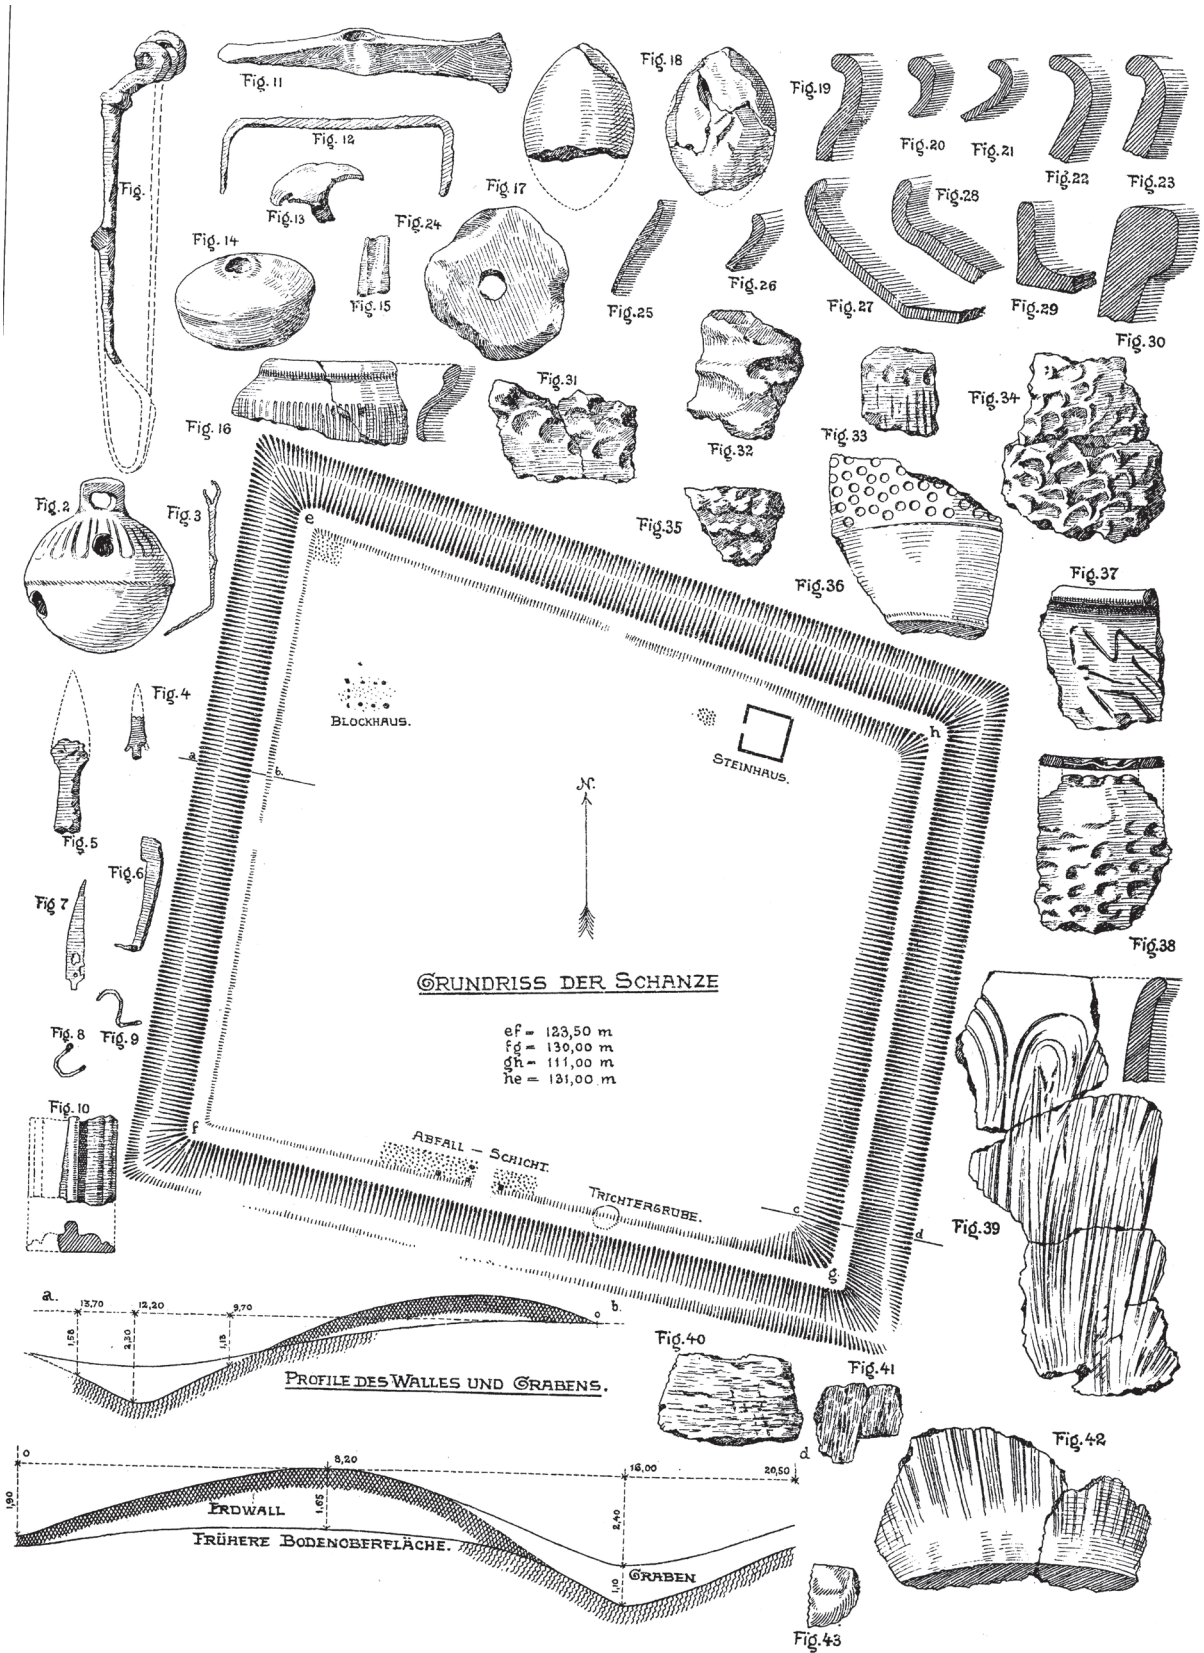 Fig.
Fig. 11
Fig. 12
Fig. 13
Fig. 14
Fig. 15
Fig. 16
Fig. 17
Fig. 18
Fig. 19
Fig. 20
Fig. 21
Fig. 22
Fig. 23
Fig. 24
Fig. 25
Fig. 26
Fig. 27
Fig. 28
Fig. 29
Fig. 30
Fig. 31
Fig. 32
Fig. 33
Fig. 34
Fig. 35
Fig. 36
Fig. 37
Fig. 38
Fig. 2
Fig. 3
Fig. 4
Fig. 5
Fig. 6
Fig 7
Fig. 8
Fig. 9
Fig. 10
e
h
BLOCKHAUS.
STEINHAUS.
a
b.
N.
GRUNDRISS DER SCHANZE
ef = 123,50 m
fg = 130,00 m
gh = 111,00 m
he = 131,00 m
f
ABFALL – SCHICHT.
TRICHTERGRUBE.
c
d
g.
Fig. 39
a.
13,70
12,20
9,70
b.
0
1,58
2,30
1,13
PROFILE DES WALLES UND GRABENS.
Fig. 40
Fig. 41
Fig. 42
Fig. 43
0
8,20
16,00
20,50
d
1,90
1,65
2,40
1,10
ERDWALL
FRÜHERE BODENOBERFLÄCHE.
GRABEN